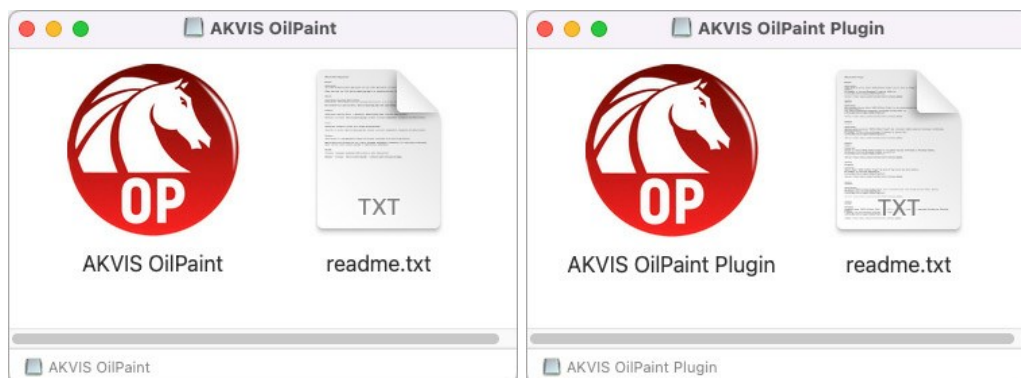 AKVIS OilPaint
OP
TXT
AKVIS OilPaint
readme.txt
AKVIS OilPaint
AKVIS OilPaint Plugin
OP
TXT
AKVIS OilPaint Plugin
readme.txt
AKVIS OilPaint Plugin